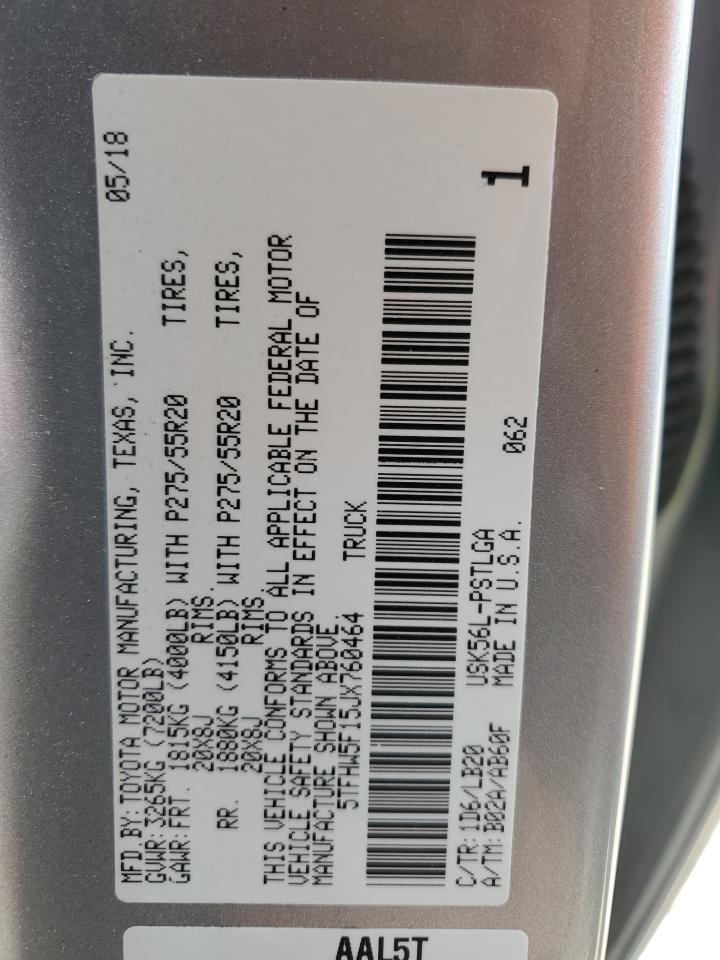 MFD.BY:TOYOTA MOTOR MANUFACTURING, TEXAS, INC. 05/18
GVWR:3265KG(7200LB)
GAWR:FRT. 1815KG (4000LB) WITH P275/55R20 TIRES,
20X8J RIMS.
RR. 1880KG (4150LB) WITH P275/55R20 TIRES,
20X8J RIMS.
THIS VEHICLE CONFORMS TO ALL APPLICABLE FEDERAL MOTOR
VEHICLE SAFETY STANDARDS IN EFFECT ON THE DATE OF
MANUFACTURE SHOWN ABOVE.
5TFHW5F15JX760464 TRUCK
1
C/TR:1D6/LB20 USK56L-PSTLGA 062
A/TM:B02A/AB60F MADE IN U.S.A.
AAL5T